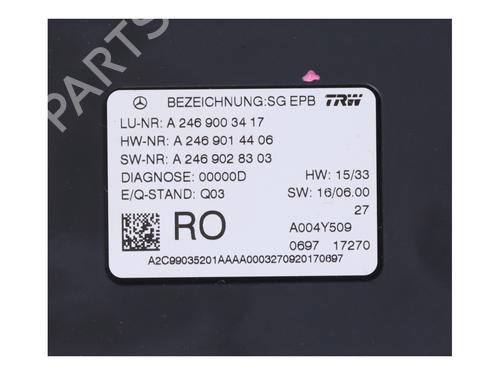 PARTS
BEZEICHNUNG:SG EPB TRW
LU-NR: A 246 900 34 17
HW-NR: A 246 901 44 06
SW-NR: A 246 902 83 03
DIAGNOSE: 00000D HW: 15/33
E/Q-STAND: Q03 SW: 16/06.00
27
RO A004Y509
0697 17270
A2C99035201AAAA0003270920170697